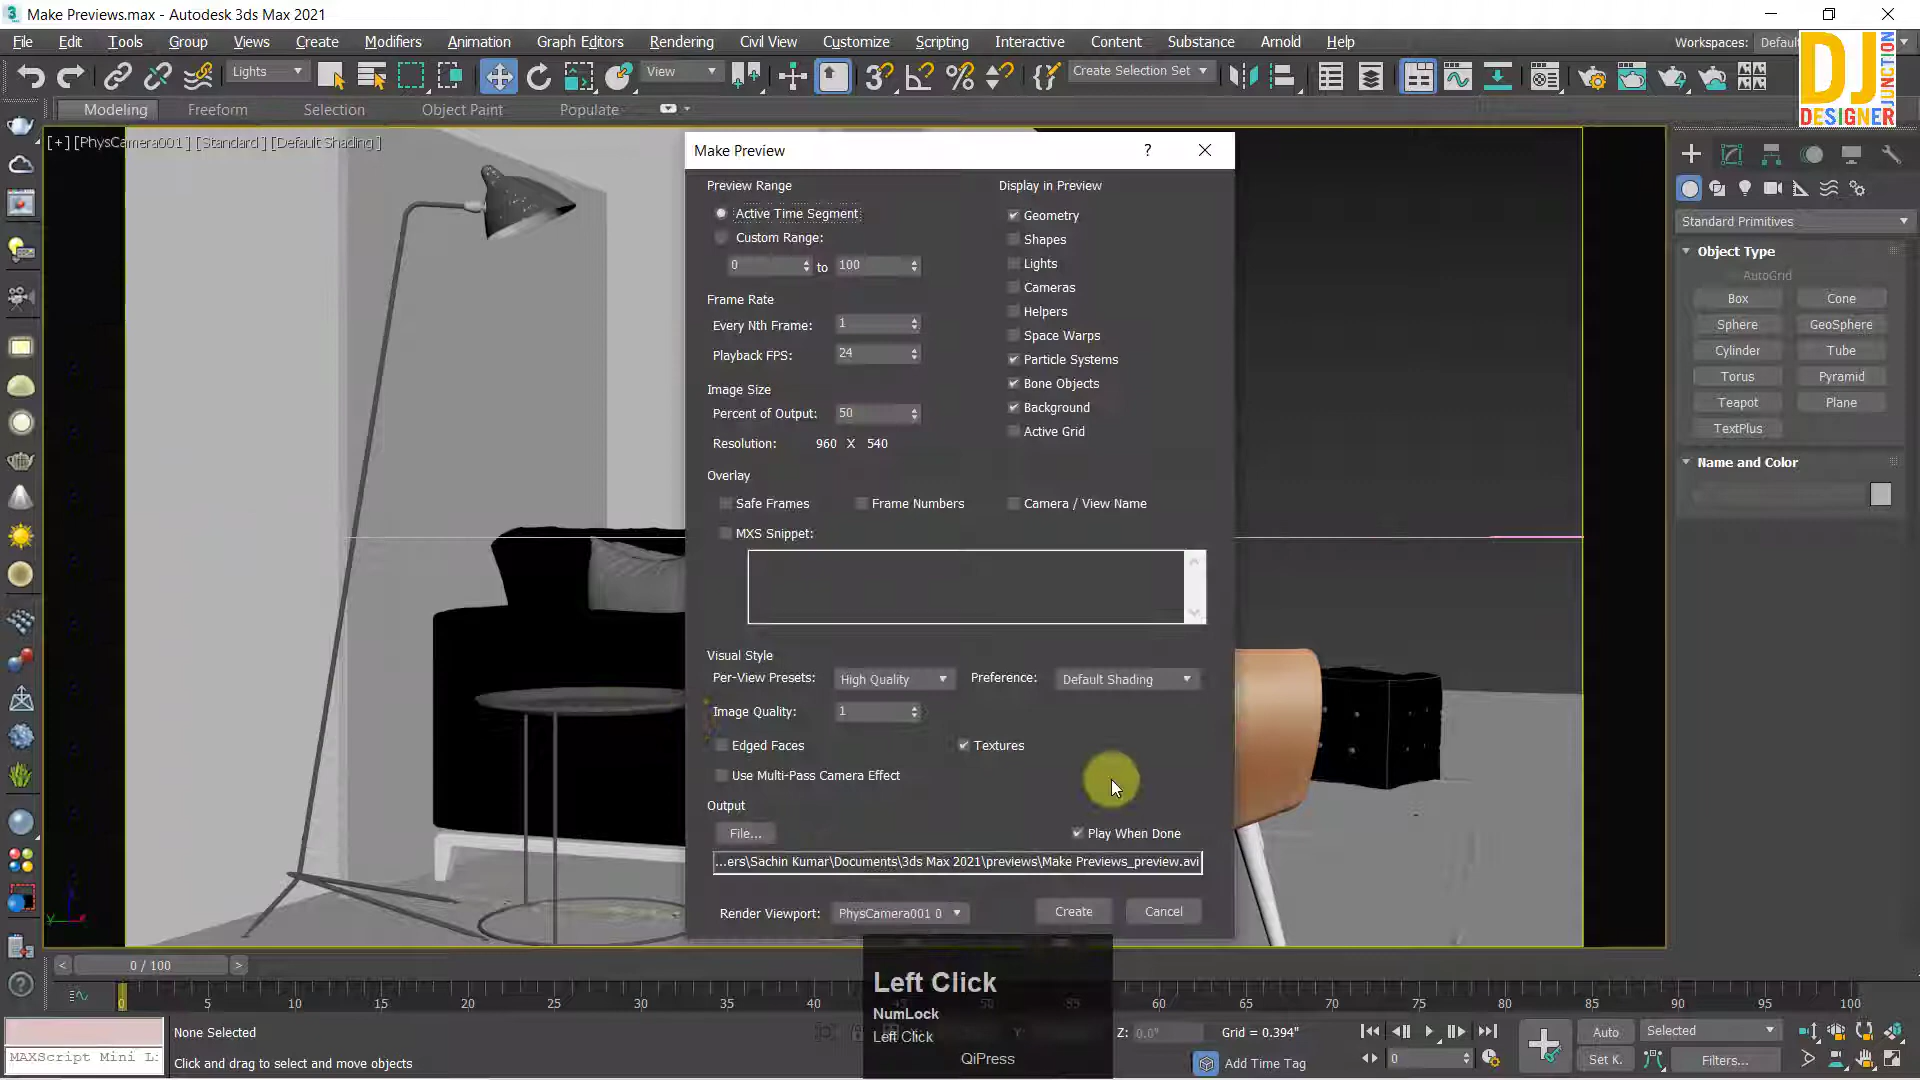 Make Previews.max - Autodesk 3ds Max 2021
File Edit Tools Group Views Create Modifiers Animation Graph Editors Rendering Civil View Customize Scripting Interactive Content Substance Arnold Help
Workspaces: Default
DJ
DESIGNER
JUNCTION
Lights
View
Create Selection Set
Modeling Freeform Selection Object Paint Populate
[+] [PhysCamera001 ] [Standard ] [Default Shading ]
Make Preview
?
Preview Range
Active Time Segment
Custom Range:
0 to 100
Frame Rate
Every Nth Frame: 1
Playback FPS: 24
Image Size
Percent of Output: 50
Resolution: 960 X 540
Display in Preview
Geometry
Shapes
Lights
Cameras
Helpers
Space Warps
Particle Systems
Bone Objects
Background
Active Grid
Overlay
Safe Frames Frame Numbers Camera / View Name
MXS Snippet:
Visual Style
Per-View Presets: High Quality Preference: Default Shading
Image Quality: 1
Edged Faces Textures
Use Multi-Pass Camera Effect
Output
File... Play When Done
...ers\Sachin Kumar\Documents\3ds Max 2021\previews\Make Previews_preview.avi
Render Viewport: PhysCamera001 0 Create Cancel
Standard Primitives
Object Type
AutoGrid
Box Cone
Sphere GeoSphere
Cylinder Tube
Torus Pyramid
Teapot Plane
TextPlus
Name and Color
Left Click
NumLock
Left Click
QiPress
< 0 / 100 >
0 5 10 15 20 25 30 35 40 45 50 55 60 65 70 75 80 85 90 95 100
None Selected
MAXScript Mini Li
Click and drag to select and move objects
Y: Z: 0.0" Grid = 0.394"
Add Time Tag
0
Auto Selected
Set K. Filters...